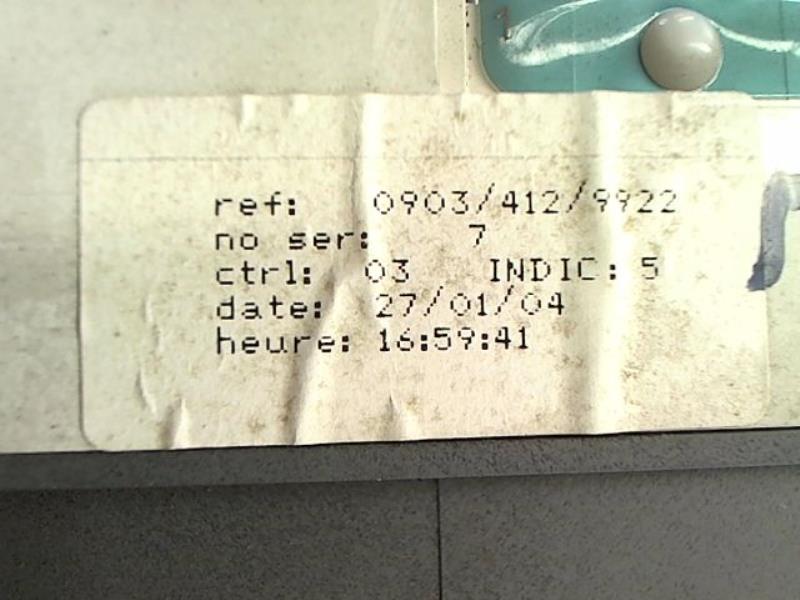 ref: 0903/412/9922
no ser: 7
ctrl: 03 INDIC: 5
date: 27/01/04
heure: 16:59:41